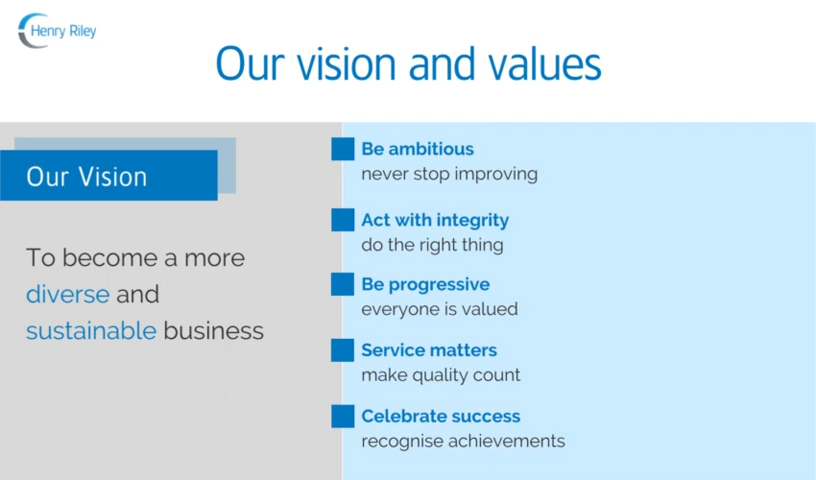 Henry Riley
Our vision and values
Our Vision
To become a more
diverse and
sustainable business
Be ambitious
never stop improving
Act with integrity
do the right thing
Be progressive
everyone is valued
Service matters
make quality count
Celebrate success
recognise achievements